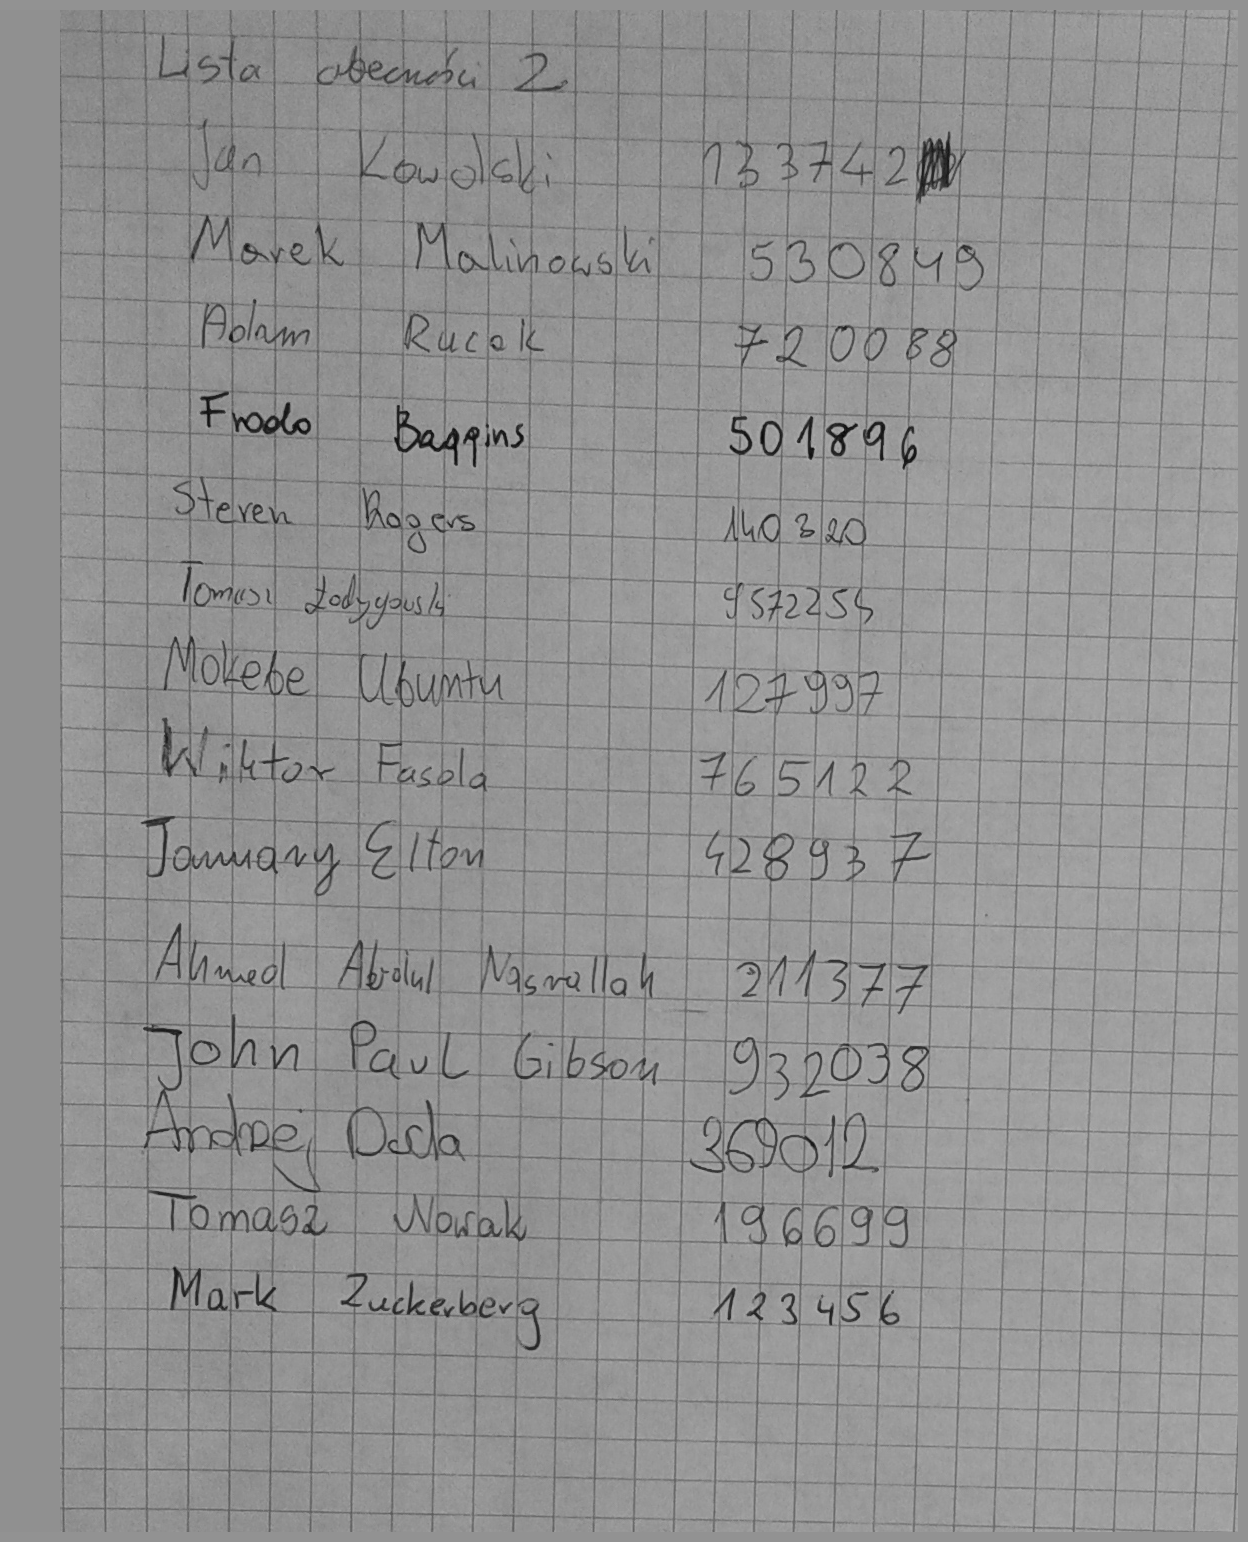 Lista obecności 2
Jan Kowolski 133742
Marek Malinowski 530849
Adam Rucok 720088
Frodo Baggins 501896
Steven Rogers 140320
Tomasz 9572254
Mokebe Ubuntu 127997
Wiktor Fasola 765122
January Elton 428937
Ahmed Abdul Nasrallah 211377
John Paul Gibson 932038
Andrzej Duda 369012
Tomasz Nowak 196699
Mark Zuckerberg 123456